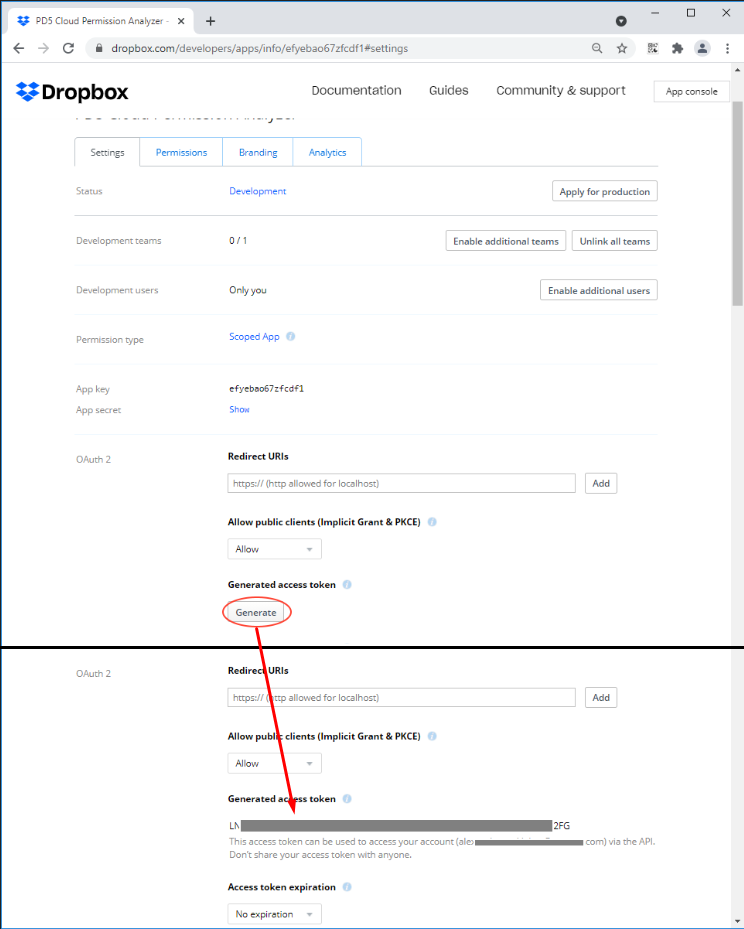 PD5 Cloud Permission Analyzer -
dropbox.com/developers/apps/info/efyebao67zfcdf1#settings
Dropbox Documentation Guides Community & support App console
PD5 Cloud Permission Analyzer
Settings Permissions Branding Analytics
Status Development Apply for production
Development teams 0 / 1 Enable additional teams Unlink all teams
Development users Only you Enable additional users
Permission type Scoped App
App key efyebao67zfcdf1
App secret Show
OAuth 2 Redirect URIs
https:// (http allowed for localhost) Add
Allow public clients (Implicit Grant & PKCE)
Allow
Generated access token
Generate
OAuth 2 Redirect URIs
https:// (http allowed for localhost) Add
Allow public clients (Implicit Grant & PKCE)
Allow
Generated access token
LN 2FG
This access token can be used to access your account (ale .com) via the API.
Don't share your access token with anyone.
Access token expiration
No expiration